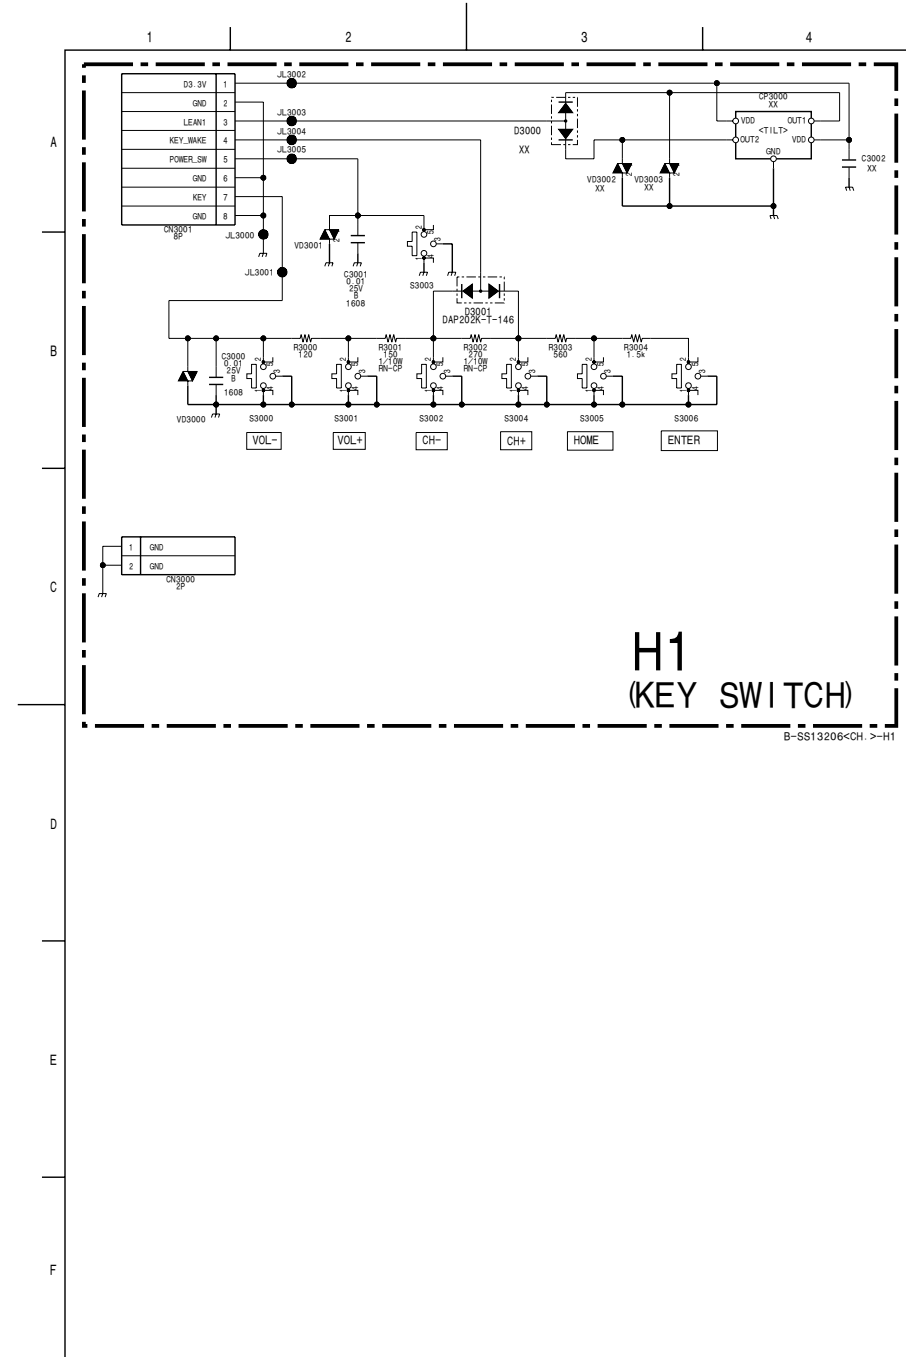 1 2 3 4
A
B
C
D
E
F
D3.3V 1
GND 2
LEAN1 3
KEY_WAKE 4
POWER_SW 5
GND 6
KEY 7
GND 8
CN3001
8P
JL3002
JL3003
JL3004
JL3005
JL3000
JL3001
D3000
XX
VD3002
XX
VD3003
XX
CP3000
XX
<TILT>
VDD
OUT1
OUT2
VDD
GND
C3002
XX
VD3001
C3001
0.01
25V
B
1608
S3003
D3001
DAP202K-T-146
VD3000
C3000
0.01
25V
B
1608
R3000
120
R3001
150
1/10W
RN-CP
R3002
270
1/10W
RN-CP
R3003
560
R3004
1.5k
S3000 S3001 S3002 S3004 S3005 S3006
VOL- VOL+ CH- CH+ HOME ENTER
1 GND
2 GND
CN3000
2P
H1
(KEY SWITCH)
B-SS13206<CH.>-H1